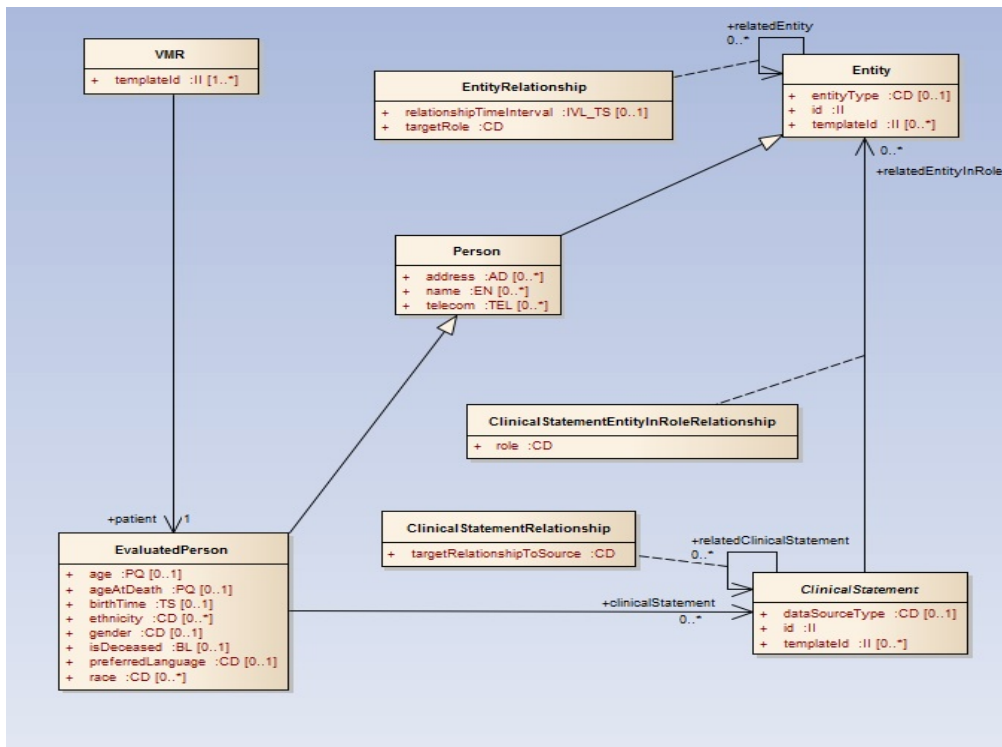 VMR
+ templateId :II [1..*]
+relatedEntity
0..*
Entity
+ entityType :CD [0..1]
+ id :II
+ templateId :II [0..*]
EntityRelationship
+ relationshipTimeInterval :IVL_TS [0..1]
+ targetRole :CD
0..*
+relatedEntityInRole
Person
+ address :AD [0..*]
+ name :EN [0..*]
+ telecom :TEL [0..*]
ClinicalStatementEntityInRoleRelationship
+ role :CD
+patient 1
EvaluatedPerson
+ age :PQ [0..1]
+ ageAtDeath :PQ [0..1]
+ birthTime :TS [0..1]
+ ethnicity :CD [0..*]
+ gender :CD [0..1]
+ isDeceased :BL [0..1]
+ preferredLanguage :CD [0..1]
+ race :CD [0..*]
ClinicalStatementRelationship
+ targetRelationshipToSource :CD
+relatedClinicalStatement
0..*
+clinicalStatement
0..*
ClinicalStatement
+ dataSourceType :CD [0..1]
+ id :II
+ templateId :II [0..*]